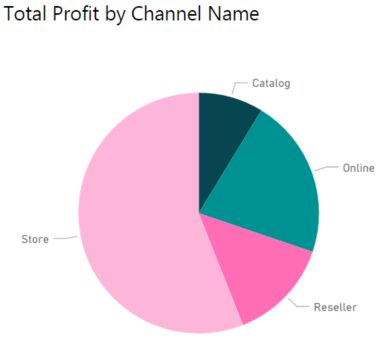 Total Profit by Channel Name
Catalog
Online
Store
Reseller